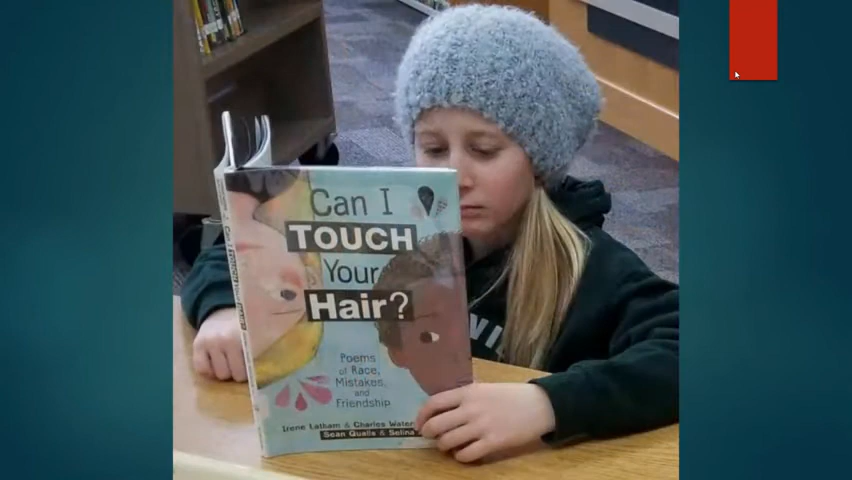 Can I
TOUCH
Your
Hair?
Poems
of Race,
Mistakes,
and
Friendship
Irene Latham & Charles Water
Sean Qualls & Selina